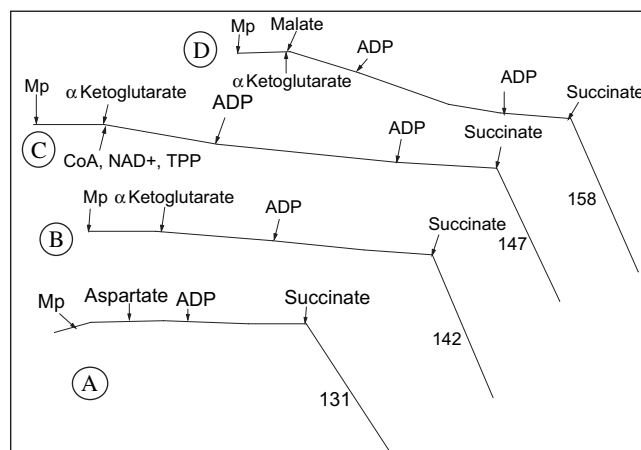 Mp Malate
D
ADP
α Ketoglutarate
ADP
Succinate
158
Mp
α Ketoglutarate
ADP
ADP
Succinate
C
CoA, NAD+, TPP
147
Mp α Ketoglutarate
ADP
Succinate
B
142
Mp
Aspartate
ADP
Succinate
A
131